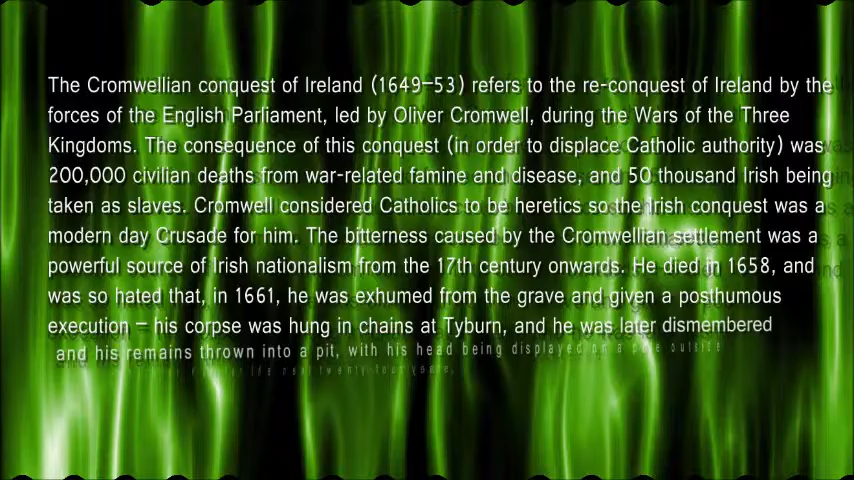 The Cromwellian conquest of Ireland (1649–53) refers to the re-conquest of Ireland by the
forces of the English Parliament, led by Oliver Cromwell, during the Wars of the Three
Kingdoms. The consequence of this conquest (in order to displace Catholic authority) was
200,000 civilian deaths from war-related famine and disease, and 50 thousand Irish being
taken as slaves. Cromwell considered Catholics to be heretics so the Irish conquest was a
modern day Crusade for him. The bitterness caused by the Cromwellian settlement was a
powerful source of Irish nationalism from the 17th century onwards. He died in 1658, and
was so hated that, in 1661, he was exhumed from the grave and given a posthumous
execution – his corpse was hung in chains at Tyburn, and he was later dismembered
and his remains thrown into a pit, with his head being displayed on a pole outside
for the next twenty-four years.